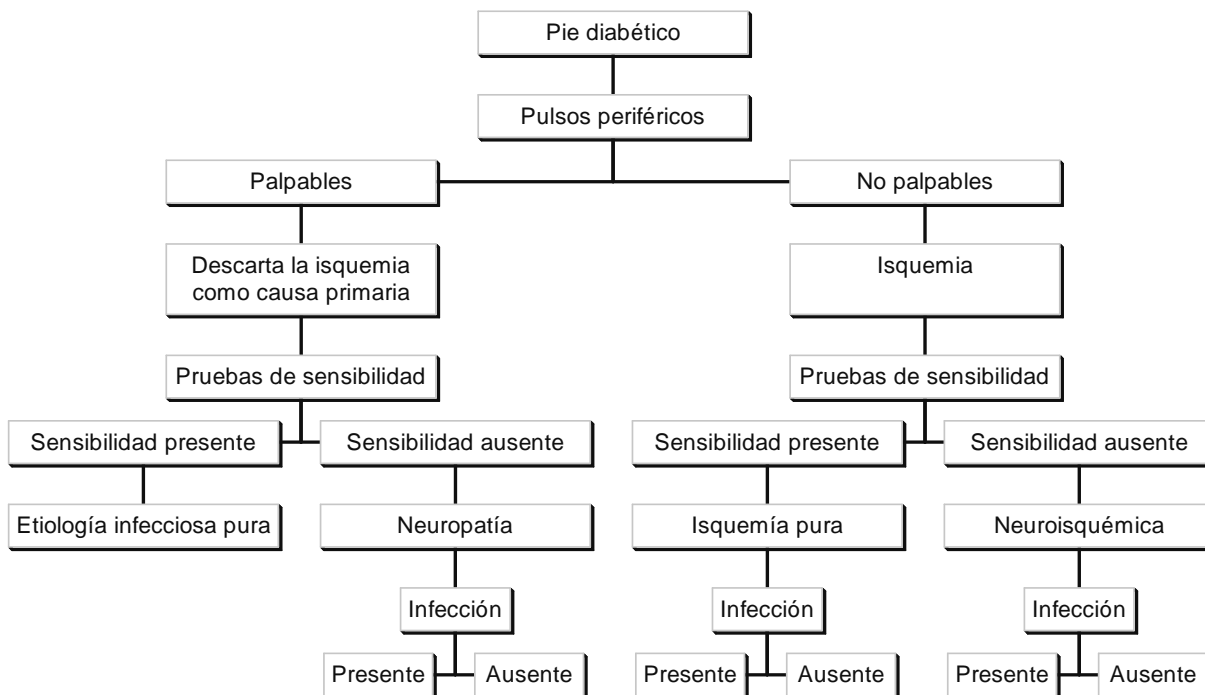 Pie diabético
Pulsos periféricos
Palpables
No palpables
Descarta la isquemia
como causa primaria
Isquemia
Pruebas de sensibilidad
Pruebas de sensibilidad
Sensibilidad presente
Sensibilidad ausente
Sensibilidad presente
Sensibilidad ausente
Etiología infecciosa pura
Neuropatía
Isquemía pura
Neuroisquémica
Infección
Infección
Infección
Presente
Ausente
Presente
Ausente
Presente
Ausente